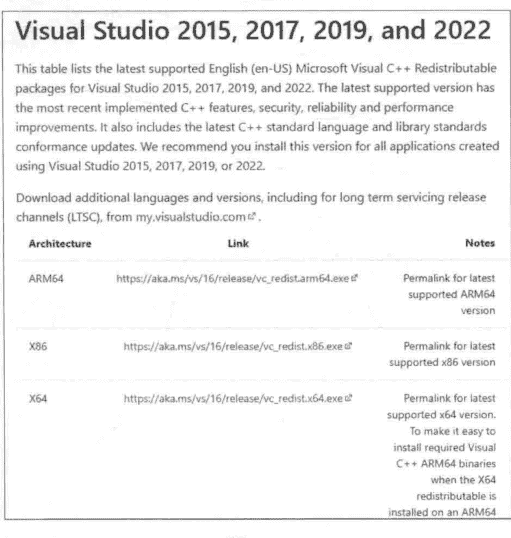 Visual Studio 2015, 2017, 2019, and 2022
This table lists the latest supported English (en-US) Microsoft Visual C++ Redistributable
packages for Visual Studio 2015, 2017, 2019, and 2022. The latest supported version has
the most recent implemented C++ features, security, reliability and performance
improvements. It also includes the latest C++ standard language and library standards
conformance updates. We recommend you install this version for all applications created
using Visual Studio 2015, 2017, 2019, or 2022.
Download additional languages and versions, including for long term servicing release
channels (LTSC), from my.visualstudio.com.
Architecture Link Notes
ARM64 https://aka.ms/vs/16/release/vc_redist.arm64.exe Permalink for latest
supported ARM64
version
X86 https://aka.ms/vs/16/release/vc_redist.x86.exe Permalink for latest
supported x86 version
X64 https://aka.ms/vs/16/release/vc_redist.x64.exe Permalink for latest
supported x64 version.
To make it easy to
install required Visual
C++ ARM64 binaries
when the X64
redistributable is
installed on an ARM64